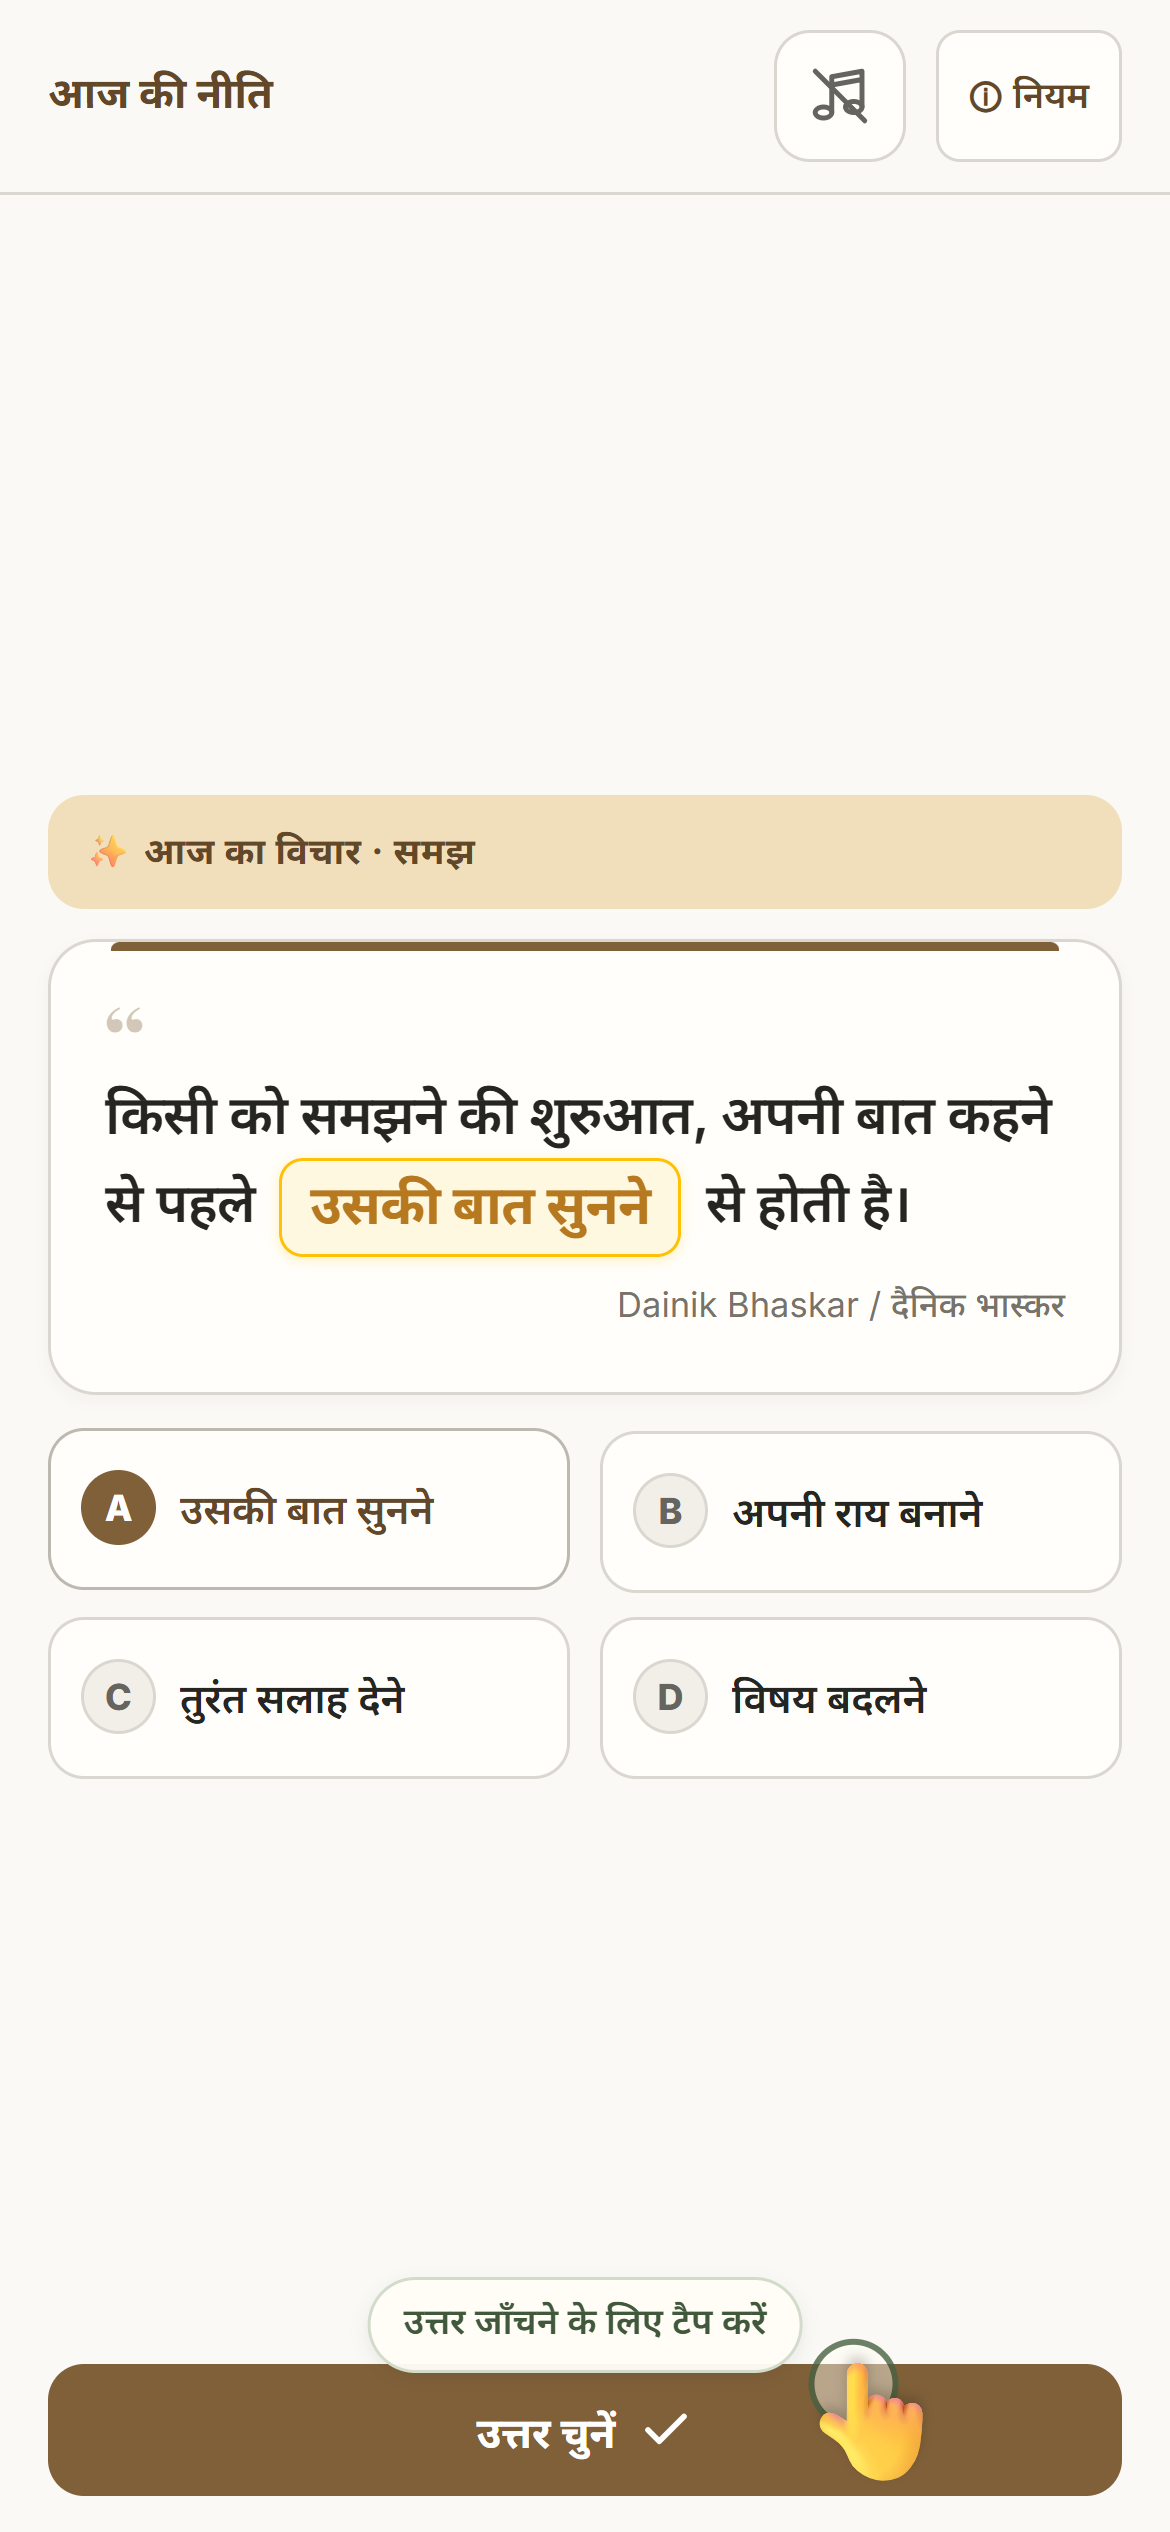 आज की नीति
नियम
आज का विचार · समझ
किसी को समझने की शुरुआत, अपनी बात कहने
से पहले उसकी बात सुनने से होती है।
Dainik Bhaskar / दैनिक भास्कर
A उसकी बात सुनने
B अपनी राय बनाने
C तुरंत सलाह देने
D विषय बदलने
उत्तर जाँचने के लिए टैप करें
उत्तर चुनें